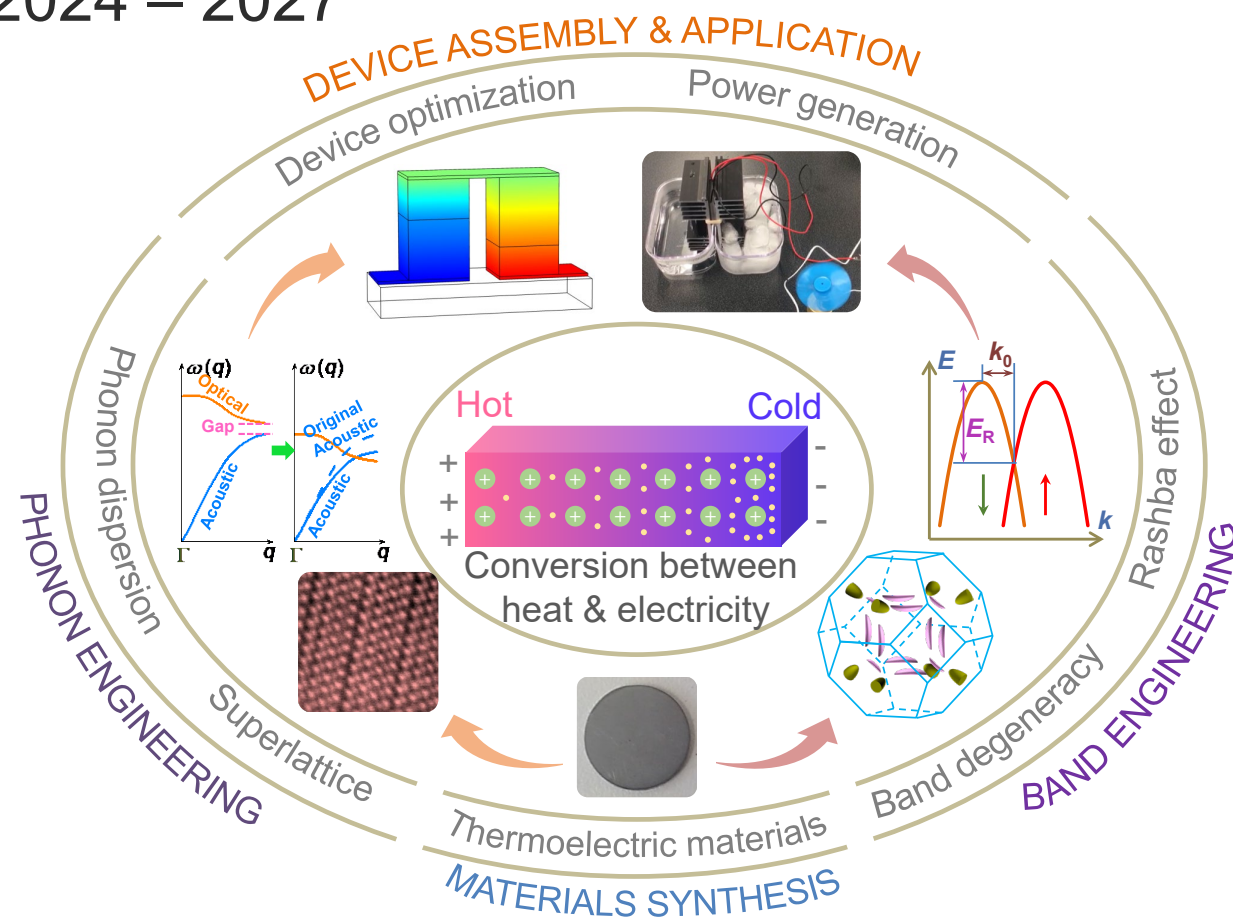 2024 – 2027
DEVICE ASSEMBLY & APPLICATION
Device optimization
Power generation
Phonon dispersion
ω(q)
Optical
Gap
Acoustic
Γ
q
ω(q)
Original
Acoustic
Acoustic
Γ
q
Hot
Cold
+
+
+
-
-
-
+ + + + + + +
+ + + + + + +
Conversion between
heat & electricity
E
k0
ER
k
Rashba effect
PHONON ENGINEERING
BAND ENGINEERING
Superlattice
Band degeneracy
Thermoelectric materials
MATERIALS SYNTHESIS